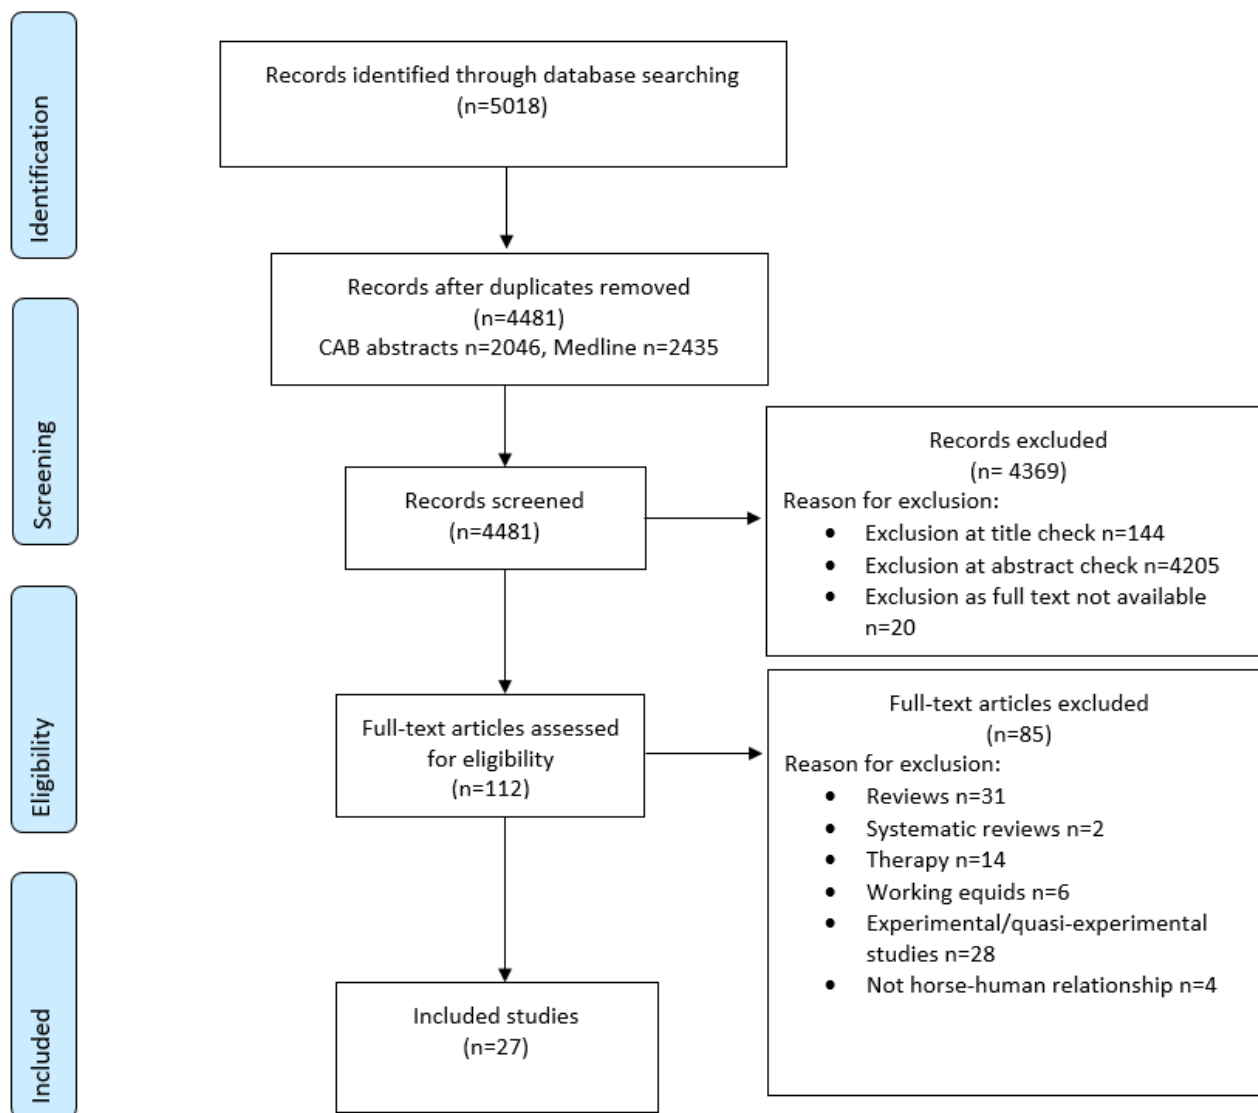 Identification
Records identified through database searching
(n=5018)
Records after duplicates removed
(n=4481)
CAB abstracts n=2046, Medline n=2435
Screening
Records screened
(n=4481)
Records excluded
(n= 4369)
Reason for exclusion:
• Exclusion at title check n=144
• Exclusion at abstract check n=4205
• Exclusion as full text not available
n=20
Eligibility
Full-text articles assessed
for eligibility
(n=112)
Full-text articles excluded
(n=85)
Reason for exclusion:
• Reviews n=31
• Systematic reviews n=2
• Therapy n=14
• Working equids n=6
• Experimental/quasi-experimental
studies n=28
• Not horse-human relationship n=4
Included
Included studies
(n=27)